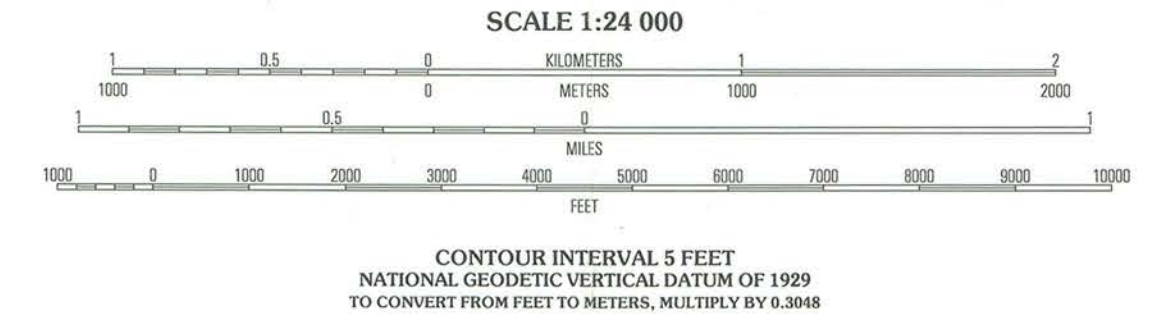 SCALE 1:24 000
1 0.5 0 KILOMETERS 1 2
1000 0 METERS 1000 2000
1 0.5 0 1
MILES
1000 0 1000 2000 3000 4000 5000 6000 7000 8000 9000 10000
FEET
CONTOUR INTERVAL 5 FEET
NATIONAL GEODETIC VERTICAL DATUM OF 1929
TO CONVERT FROM FEET TO METERS, MULTIPLY BY 0.3048